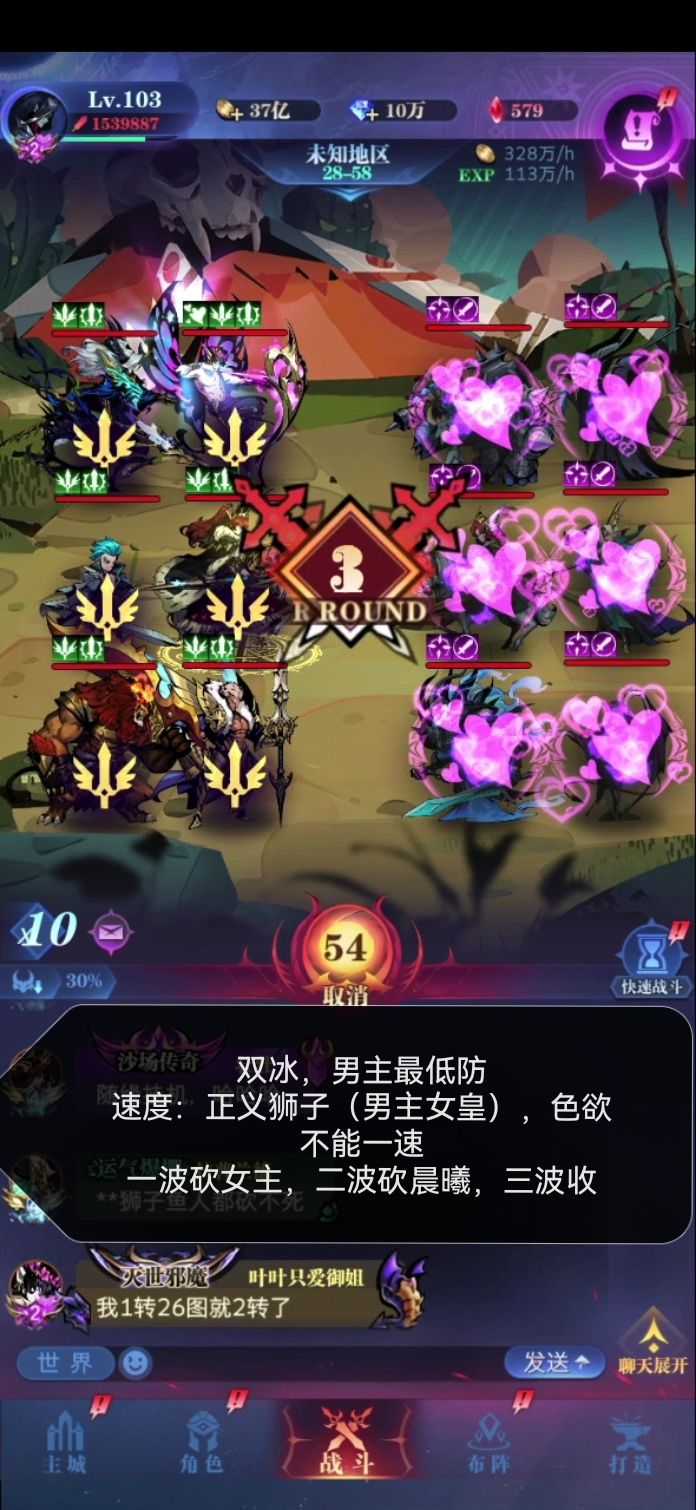 Lv.103
37亿
10万
579
1539887
2
未知地区
28-58
328万/h
EXP 113万/h
3
R ROUND
x10
54
取消
30%
快速战斗
沙场传奇
双冰，男主最低防
速度：正义狮子（男主女皇），色欲
不能一速
一波砍女主，二波砍晨曦，三波收
**狮子鱼人都砍不死
灭世邪魔
叶叶只爱御姐
2
我1转26图就2转了
世界
发送
聊天展开
主城
角色
战斗
布阵
打造